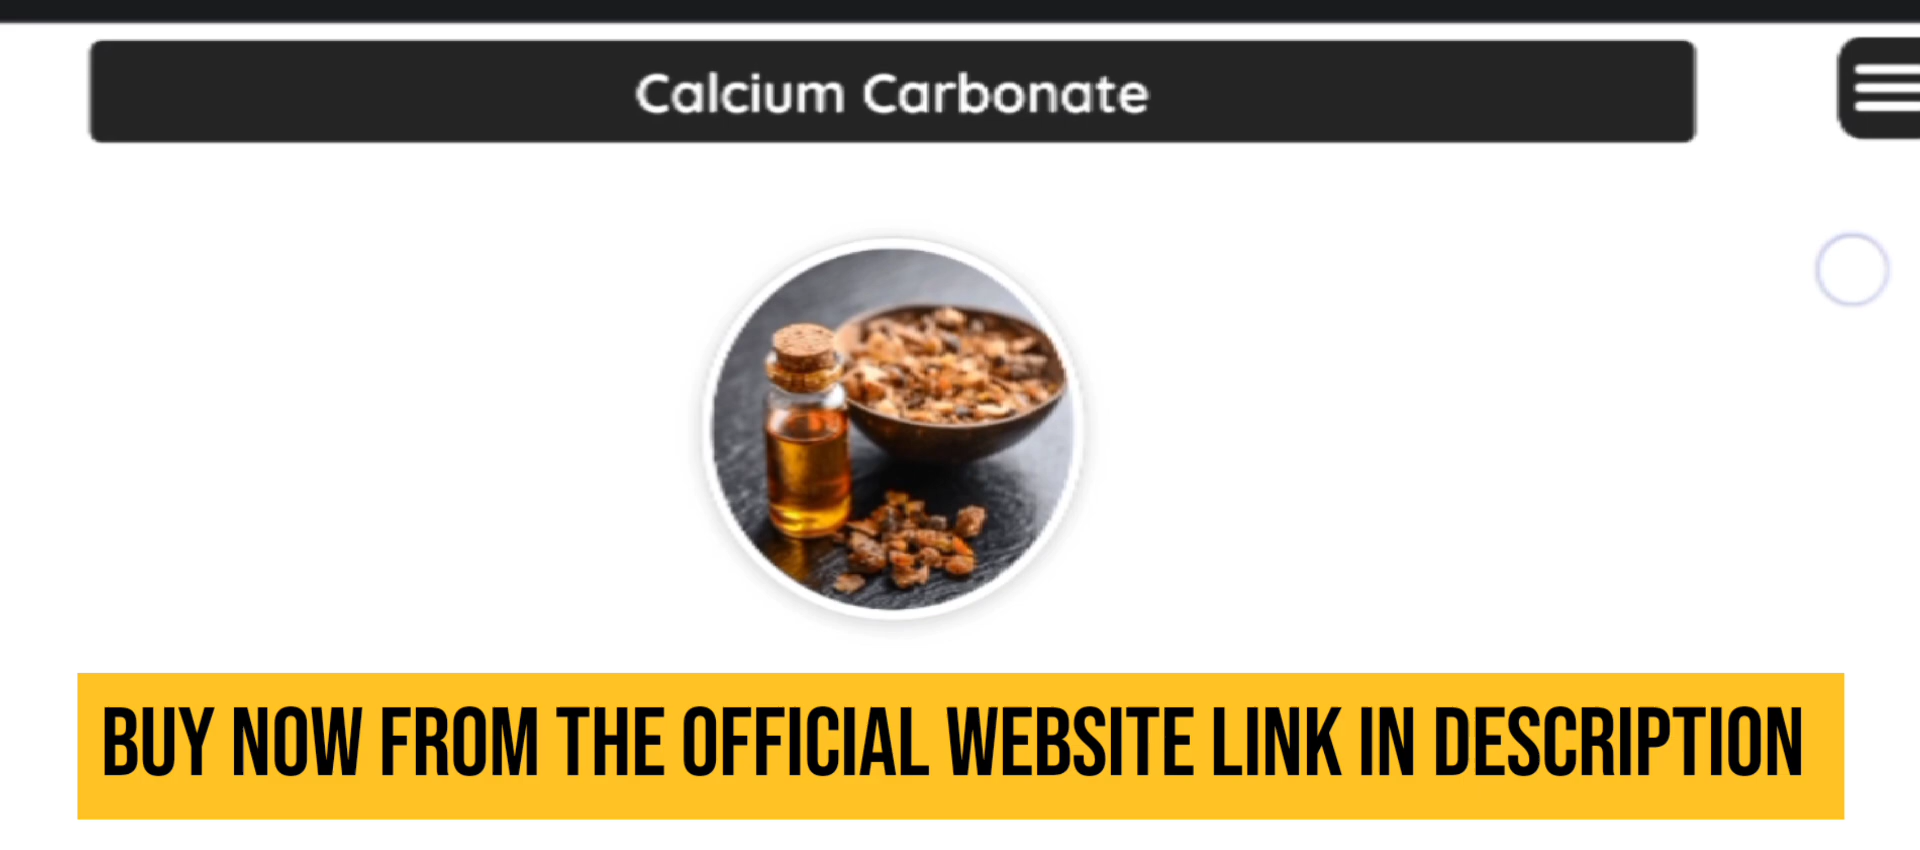 Calcium Carbonate
BUY NOW FROM THE OFFICIAL WEBSITE LINK IN DESCRIPTION